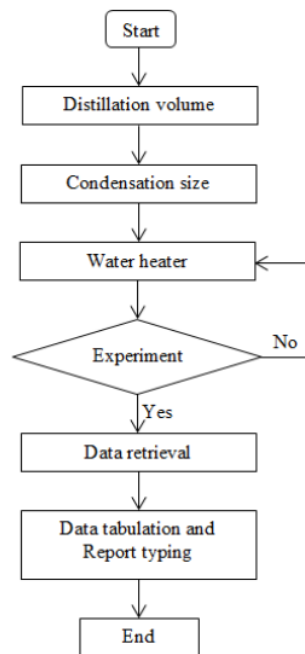 Start
Distillation volume
Condensation size
Water heater
Experiment
No
Yes
Data retrieval
Data tabulation and
Report typing
End